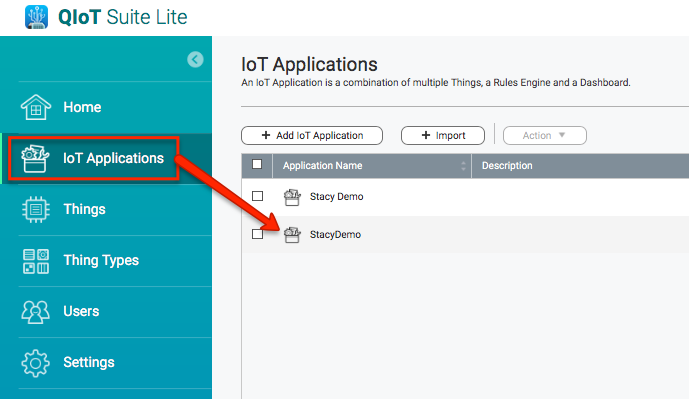 QIoT Suite Lite
Home
IoT Applications
Things
Thing Types
Users
Settings
IoT Applications
An IoT Application is a combination of multiple Things, a Rules Engine and a Dashboard.
+ Add IoT Application + Import Action
Application Name Description
Stacy Demo
StacyDemo